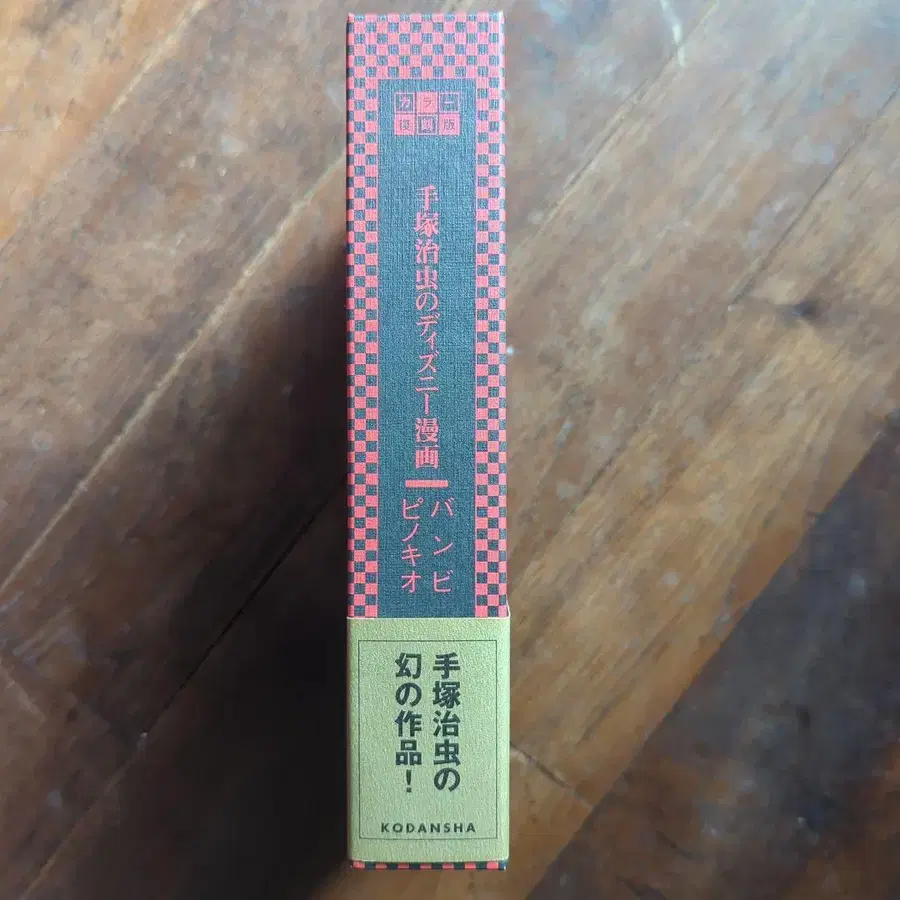 カラー
復刻版
手塚治虫のディズニー漫画
バンビ
ピノキオ
手塚治虫の
幻の作品！
KODANSHA